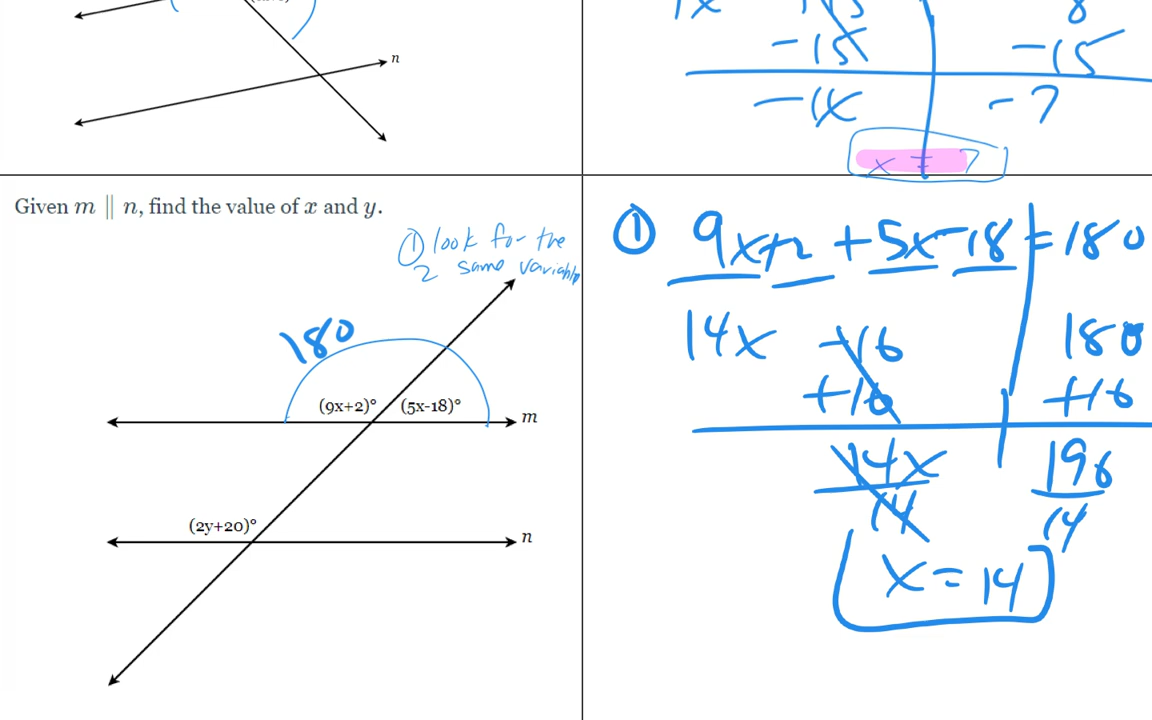 -15
-15
n
-1x
-7
x = 7
Given m ∥ n, find the value of x and y.
① look for the
2 same variable
① 9x+2 +5x-18 = 180
180
14x -16
180
+16
+16
(9x+2)°
(5x-18)°
m
14x
196
14
14
(2y+20)°
n
x = 14